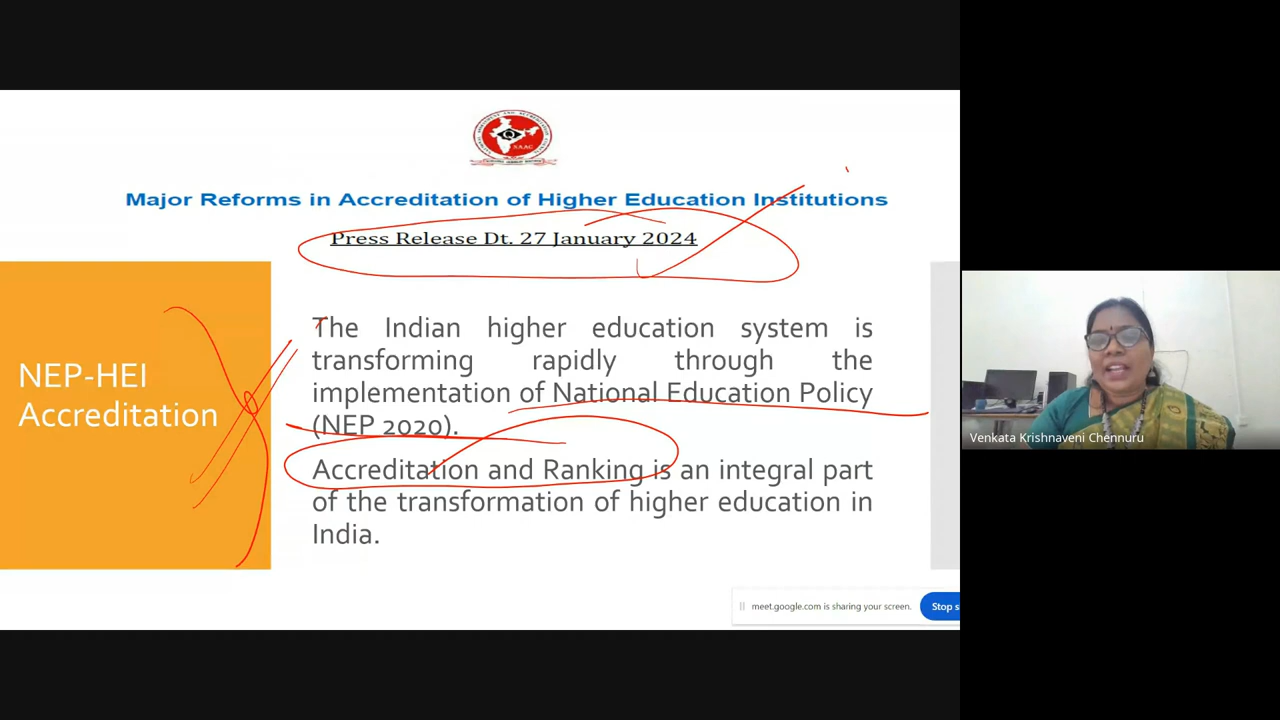 NAAC
Major Reforms in Accreditation of Higher Education Institutions
Press Release Dt. 27 January 2024
NEP-HEI
Accreditation
The Indian higher education system is
transforming rapidly through the
implementation of National Education Policy
(NEP 2020).
Accreditation and Ranking is an integral part
of the transformation of higher education in
India.
meet.google.com is sharing your screen.
Stop s
Venkata Krishnaveni Chennuru